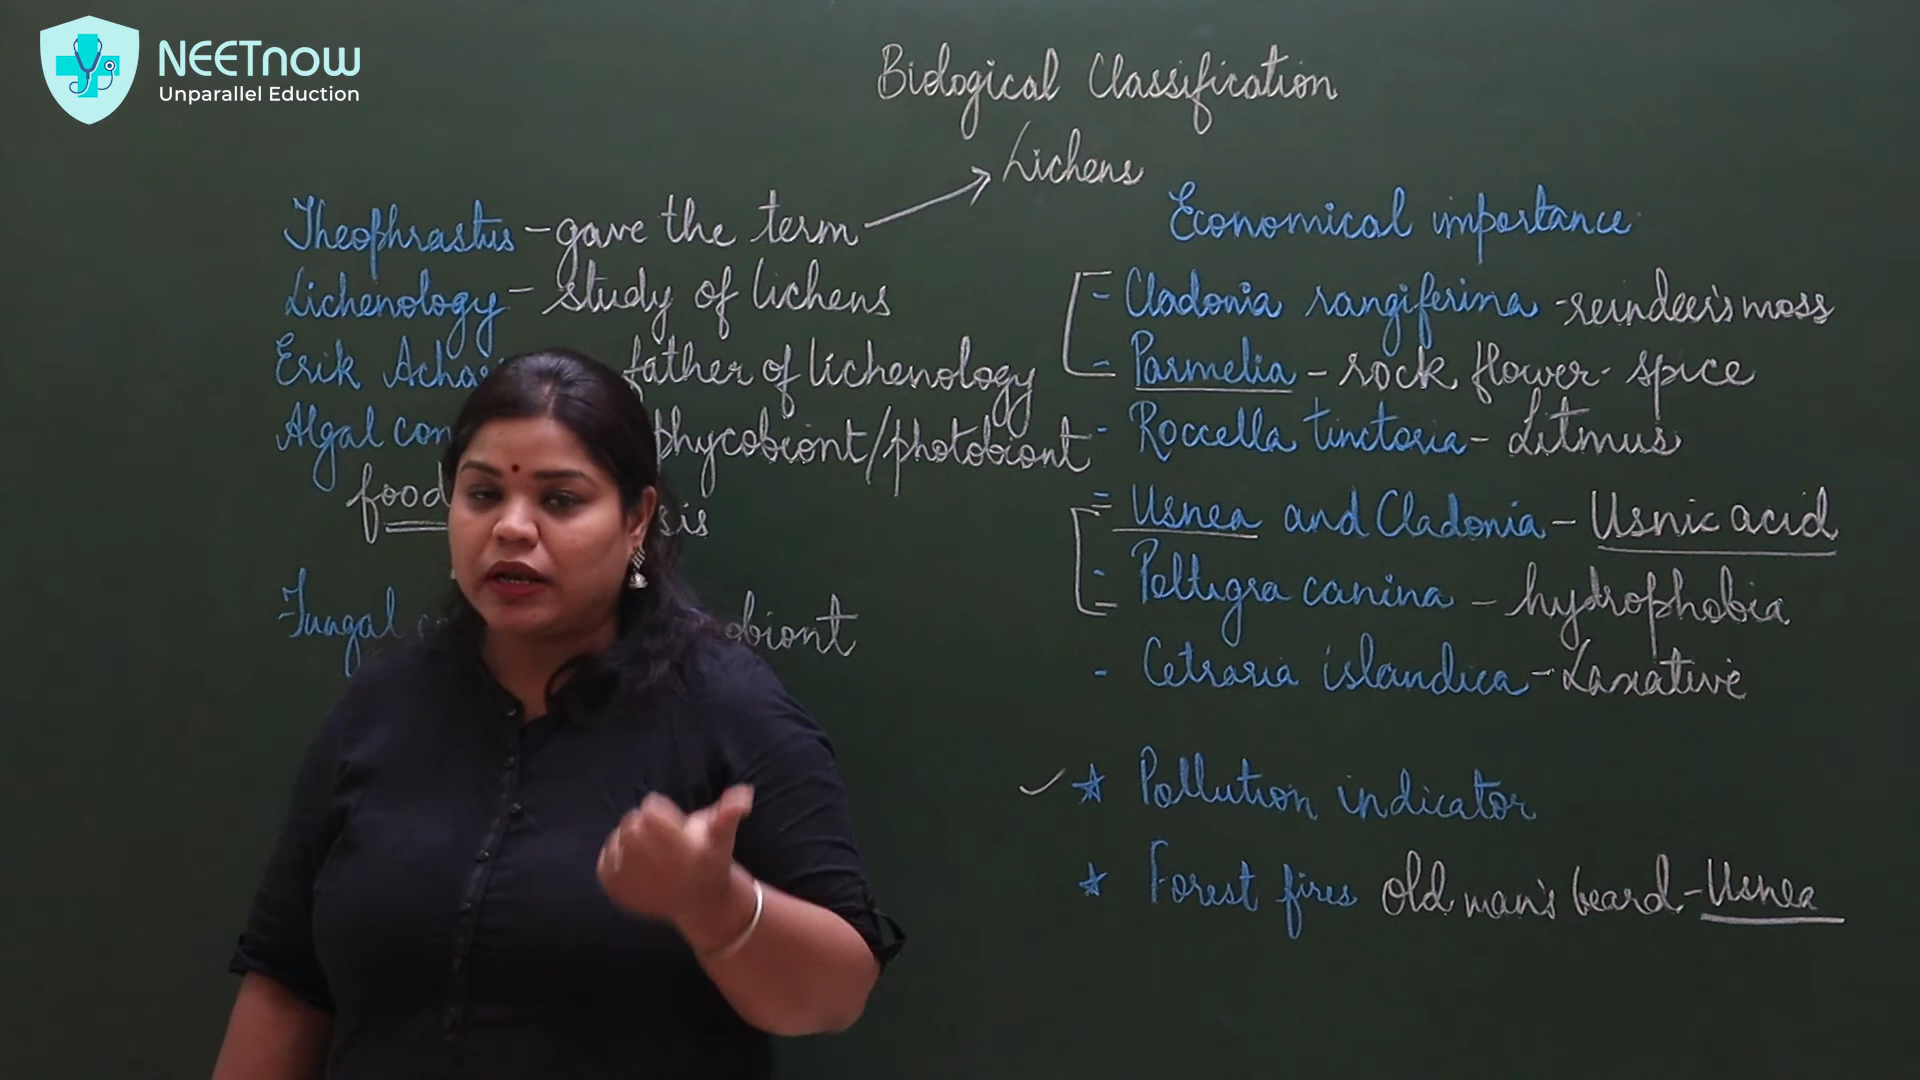 NEETnow
Unparallel Eduction
Biological Classification
Lichens
Theophrastus - gave the term
Lichenology - study of lichens
Erik Achar father of lichenology
Algal con phycobiont/photobiont
food sis
Fungal c obiont
Economical importance
- Cladonia rangiferina - reindeer's moss
- Parmelia - rock flower - spice
- Roccella tinctoria - Litmus
- Usnea and Cladonia - Usnic acid
- Peltigra canina - hydrophobia
- Cetraria islandica - Laxative
✓ ★ Pollution indicator
★ Forest fires old man's beard - Usnea